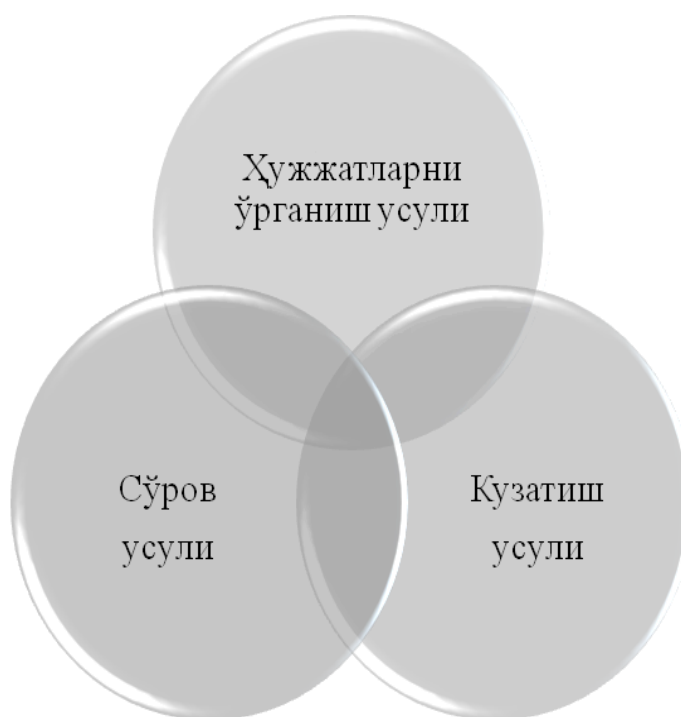 Ҳужжатларни
ўрганиш усули
Сўров
усули
Кузатиш
усули